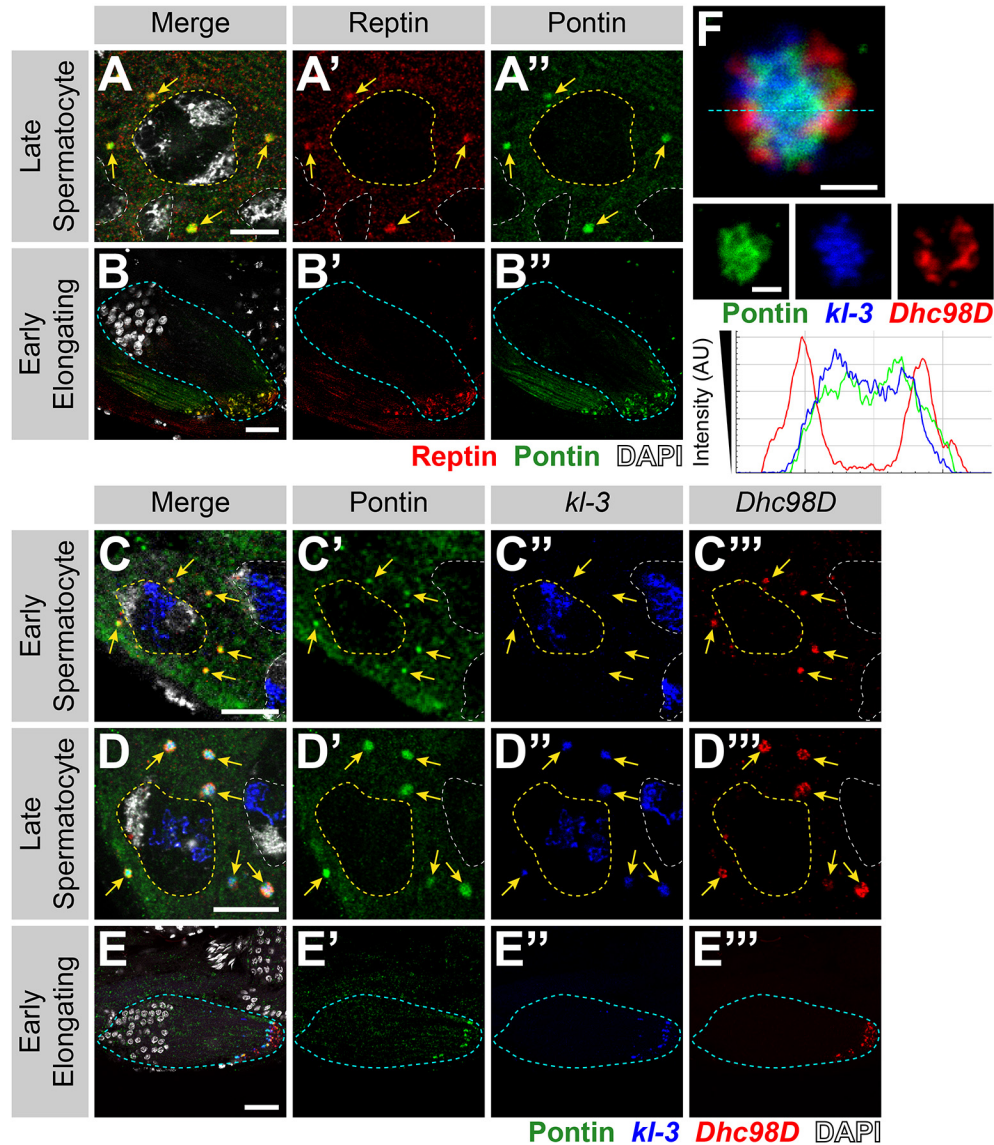 Merge
Reptin
Pontin
Late
Spermatocyte
A
A'
A''
Early
Elongating
B
B'
B''
Reptin Pontin DAPI
F
Pontin kl-3 Dhc98D
Intensity (AU)
Merge
Pontin
kl-3
Dhc98D
Early
Spermatocyte
C
C'
C''
C'''
Late
Spermatocyte
D
D'
D''
D'''
Early
Elongating
E
E'
E''
E'''
Pontin kl-3 Dhc98D DAPI